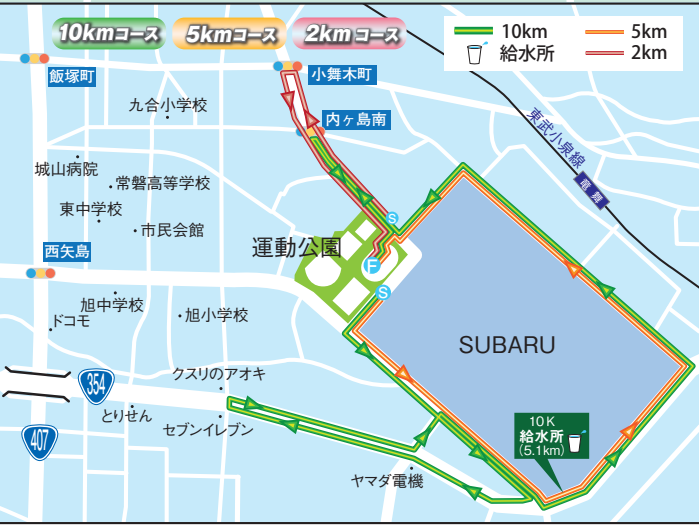 10kmコース
5kmコース
2kmコース
10km
5km
給水所
2km
飯塚町
小舞木町
九合小学校
内ヶ島南
東武小泉線
竜舞
城山病院
常磐高等学校
東中学校
市民会館
S
西矢島
運動公園
F
S
旭中学校
旭小学校
ドコモ
SUBARU
クスリのアオキ
354
とりせん
セブンイレブン
407
10K
給水所
(5.1km)
ヤマダ電機